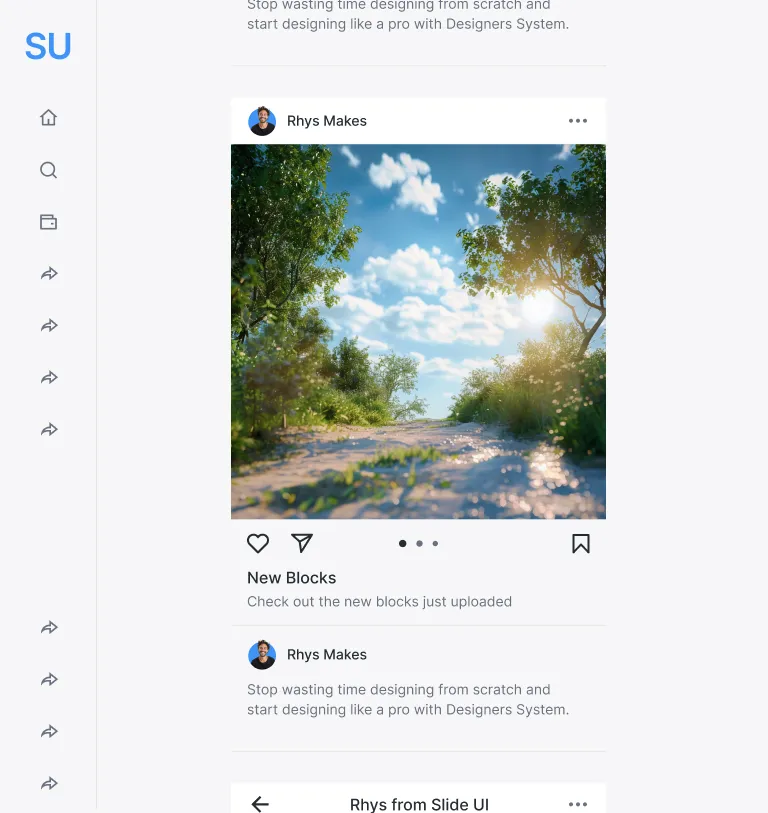 SU
Stop wasting time designing from scratch and
start designing like a pro with Designers System.
Rhys Makes
New Blocks
Check out the new blocks just uploaded
Rhys Makes
Stop wasting time designing from scratch and
start designing like a pro with Designers System.
Rhys from Slide UI